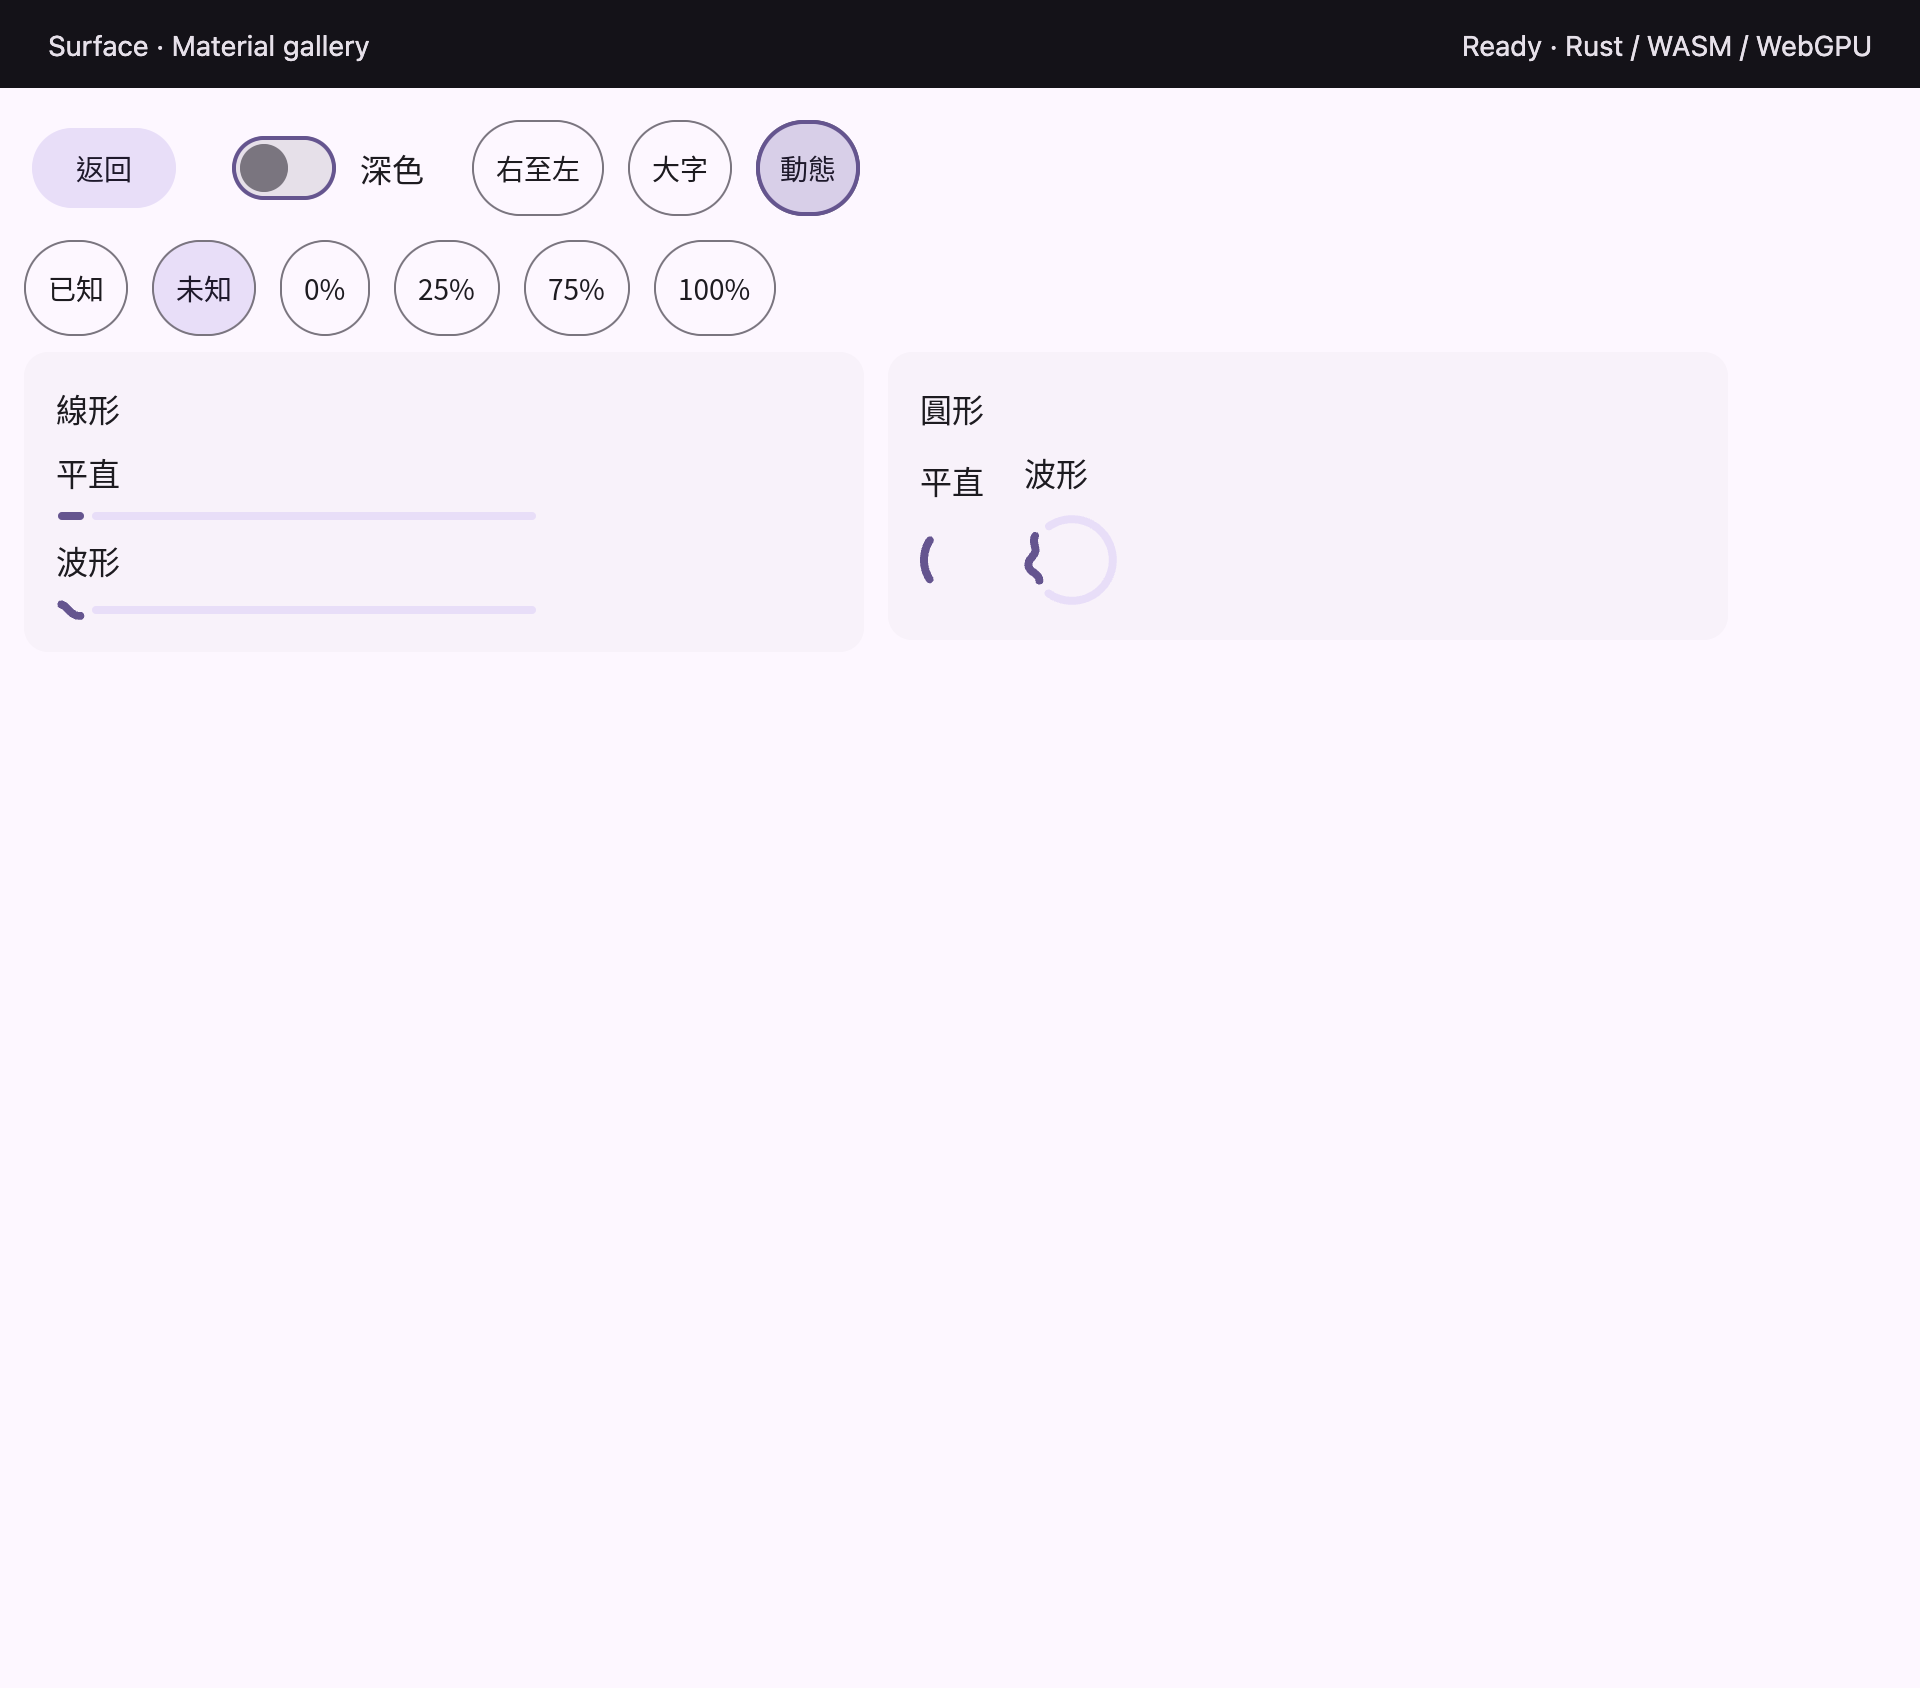 Surface · Material gallery
Ready · Rust / WASM / WebGPU
返回
深色
右至左
大字
動態
已知
未知
0%
25%
75%
100%
線形
平直
波形
圓形
平直
波形